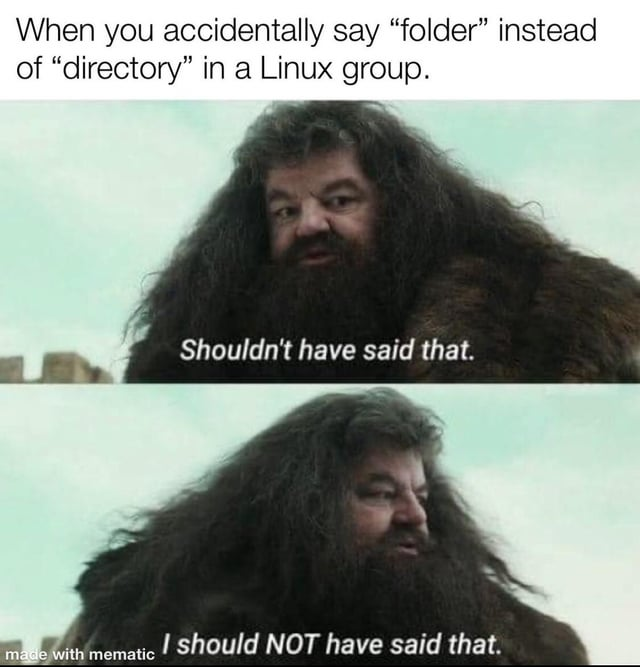 When you accidentally say “folder” instead
of “directory” in a Linux group.
Shouldn't have said that.
I should NOT have said that.
made with mematic